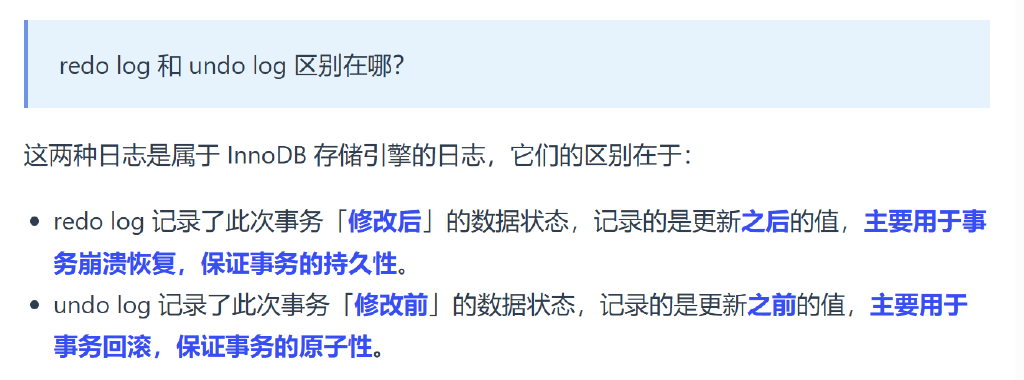 redo log 和 undo log 区别在哪？
这两种日志是属于 InnoDB 存储引擎的日志，它们的区别在于：
redo log 记录了此次事务「修改后」的数据状态，记录的是更新之后的值，主要用于事
务崩溃恢复，保证事务的持久性。
undo log 记录了此次事务「修改前」的数据状态，记录的是更新之前的值，主要用于
事务回滚，保证事务的原子性。